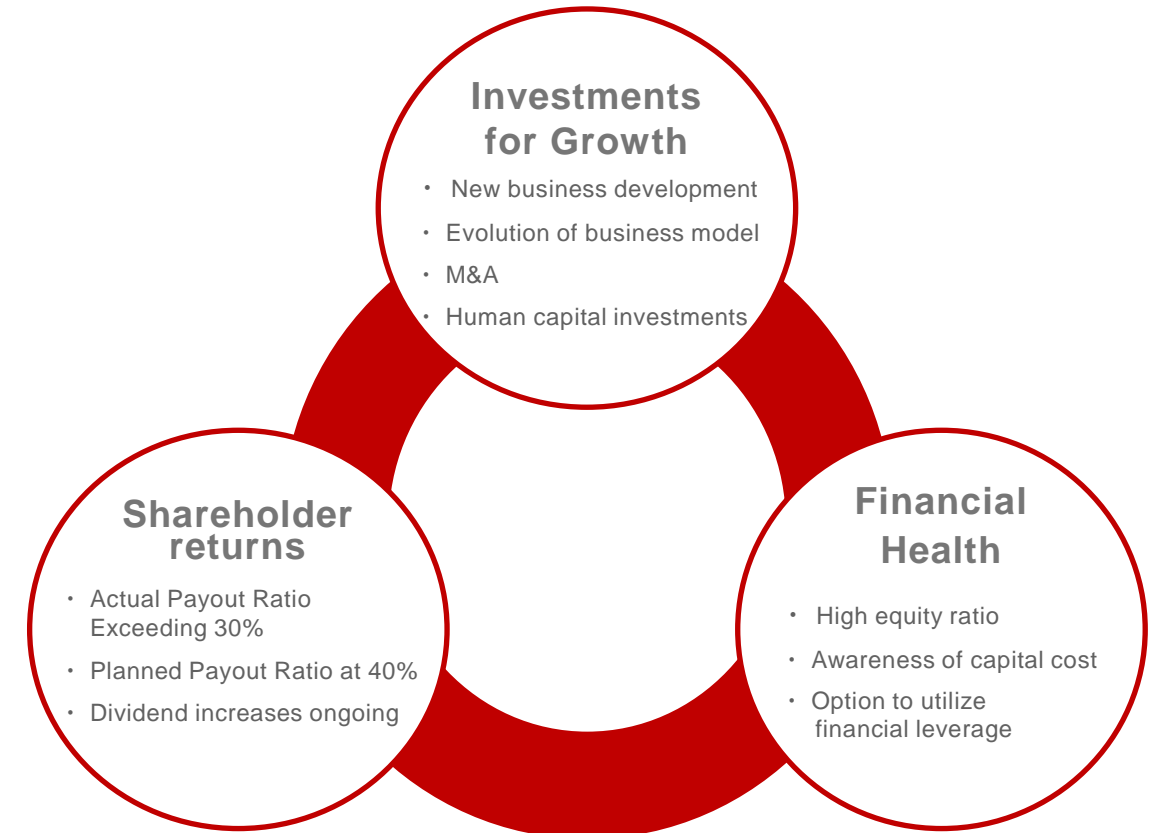 Investments
for Growth
・ New business development
・ Evolution of business model
・ M&A
・ Human capital investments
Shareholder
returns
・ Actual Payout Ratio
Exceeding 30%
・ Planned Payout Ratio at 40%
・ Dividend increases ongoing
Financial
Health
・ High equity ratio
・ Awareness of capital cost
・ Option to utilize
financial leverage